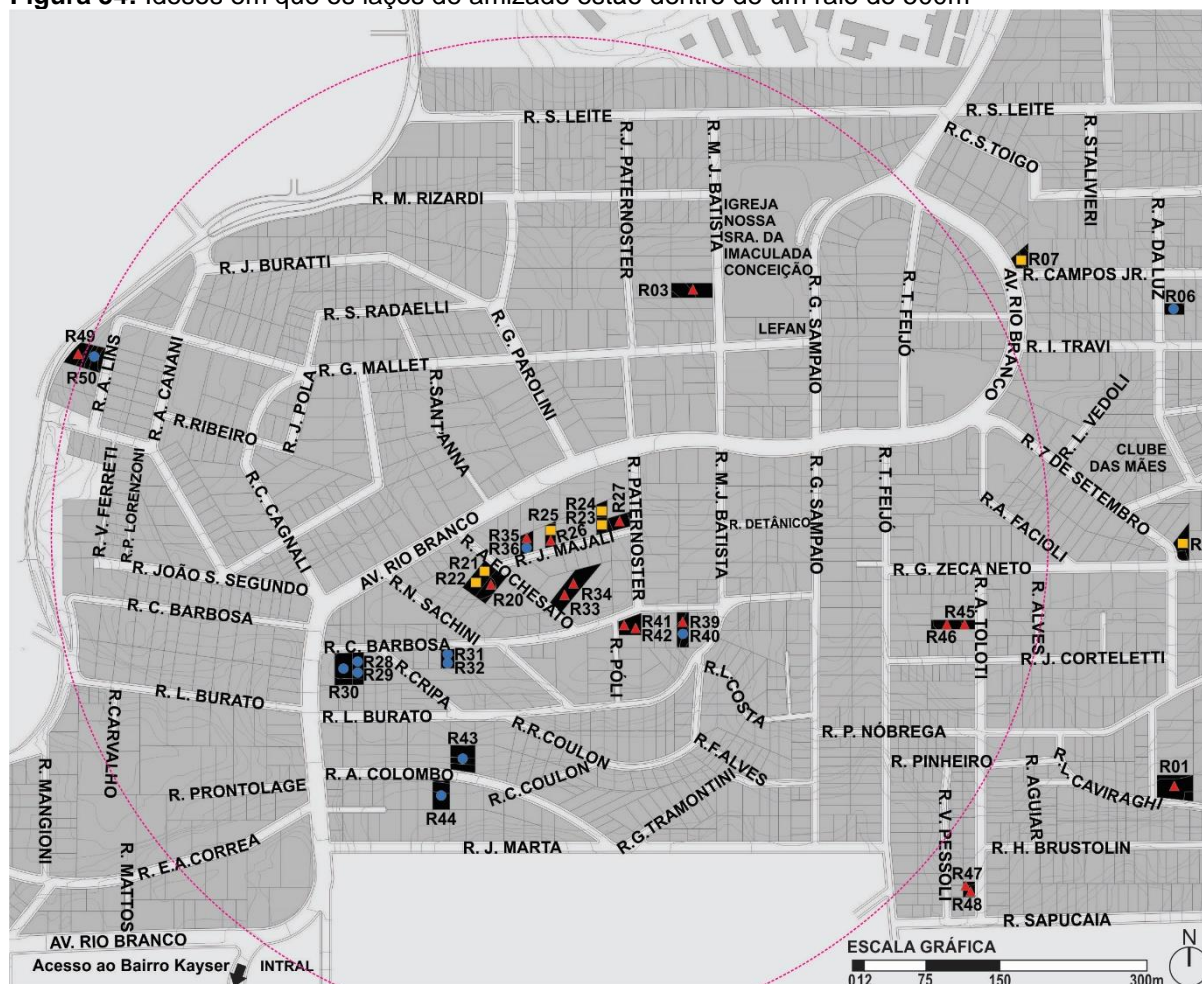 Figura 34: Idosos em que os laços de amizade estão dentro de um raio de 500m
R. S. LEITE
R. S. LEITE
R.C.S.TOIGO
R. STALIVIERI
R.J. PATERNOSTER
R. M. J. BATISTA
R. M. RIZARDI
IGREJA
NOSSA
SRA. DA
IMACULADA
CONCEIÇÃO
R. A. DA LUZ
R. J. BURATTI
R. G. SAMPAIO
R. T. FEIJÓ
R07
R. CAMPOS JR.
R03
AV. RIO BRANCO
R06
R. S. RADAELLI
R. G. PAROLINI
LEFAN
R49
R50
R. A. LINS
R. A. CANANI
R. G. MALLET
R. I. TRAVI
R. J. POLA
R.SANT'ANNA
R.RIBEIRO
R. L. VEDOLI
R. 7 DE SETEMBRO
CLUBE
DAS MÃES
R. V. FERRETI
R.P. LORENZONI
R.C. CAGNALI
R. PATERNOSTER
R. M.J. BATISTA
R. G. SAMPAIO
R. T. FEIJÓ
R24
R23
R27
R25
R26
R35
R36
R. DETÂNICO
R. J. MAJALI
R.A. FACIOLI
AV. RIO BRANCO
R. A. FOCHESATO
R21
R22
R20
R. JOÃO S. SEGUNDO
R. G. ZECA NETO
R.N. SACHINI
R34
R33
R. C. BARBOSA
R. A. TOLOTI
R. ALVES
R45
R46
R41
R42
R39
R40
R. C. BARBOSA
R31
R32
R28
R29
R30
R.CRIPA
R. PÓLI
R. J. CORTELETTI
R.L.COSTA
R. L. BURATO
R. L. BURATO
R.CARVALHO
R.R.COULON
R. P. NÓBREGA
R43
R.F.ALVES
R. PINHEIRO
R. L. CAVIRAGHI
R01
R. MANGIONI
R. A. COLOMBO
R.C.COULON
R. PRONTOLAGE
R44
R.G.TRAMONTINI
R. V. PESSOLI
R. AGUIAR
R. E.A.CORREA
R. J. MARTA
R. H. BRUSTOLIN
R. MATTOS
R47
R48
R. SAPUCAIA
AV. RIO BRANCO
Acesso ao Bairro Kayser
INTRAL
ESCALA GRÁFICA
N
0 12 75 150 300m